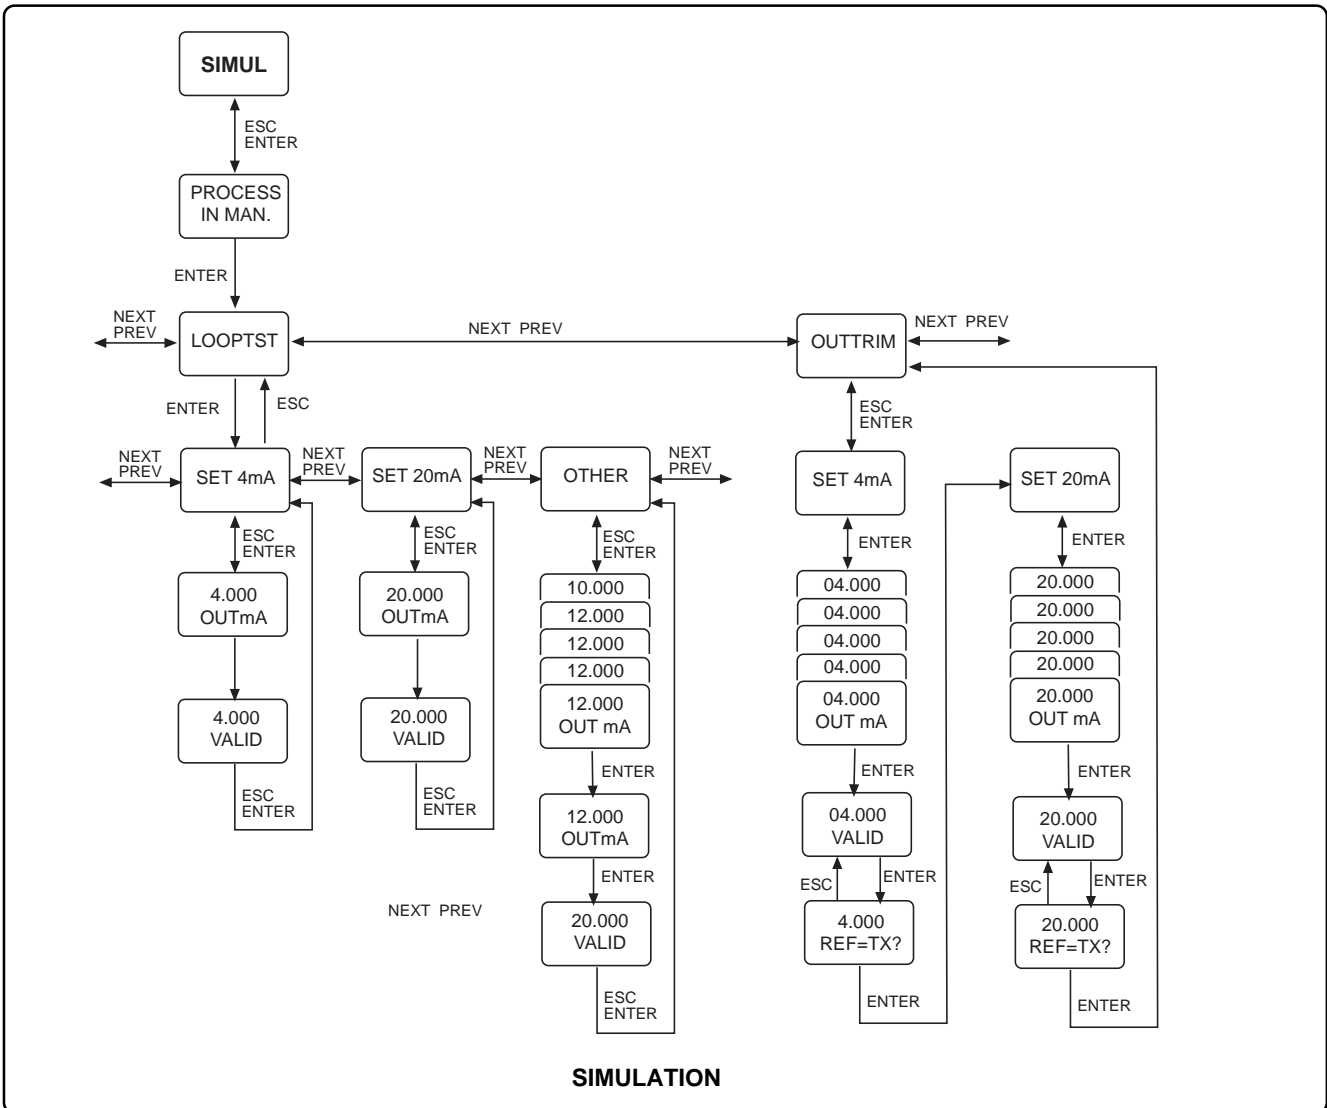 SIMUL
ESC
ENTER
PROCESS
IN MAN.
ENTER
NEXT
PREV
LOOPTST
NEXT PREV
OUTTRIM
NEXT PREV
ENTER
ESC
ESC
ENTER
NEXT
PREV
SET 4mA
NEXT
PREV
SET 20mA
NEXT
PREV
OTHER
NEXT
PREV
SET 4mA
SET 20mA
ESC
ENTER
ESC
ENTER
ESC
ENTER
ENTER
ENTER
4.000
OUTmA
20.000
OUTmA
10.000
12.000
12.000
12.000
12.000
OUT mA
04.000
04.000
04.000
04.000
04.000
OUT mA
20.000
20.000
20.000
20.000
20.000
OUT mA
4.000
VALID
20.000
VALID
ENTER
ENTER
ENTER
ESC
ENTER
ESC
ENTER
12.000
OUTmA
04.000
VALID
20.000
VALID
ENTER
ESC
ENTER
ESC
ENTER
NEXT PREV
20.000
VALID
4.000
REF=TX?
20.000
REF=TX?
ESC
ENTER
ENTER
ENTER
SIMULATION